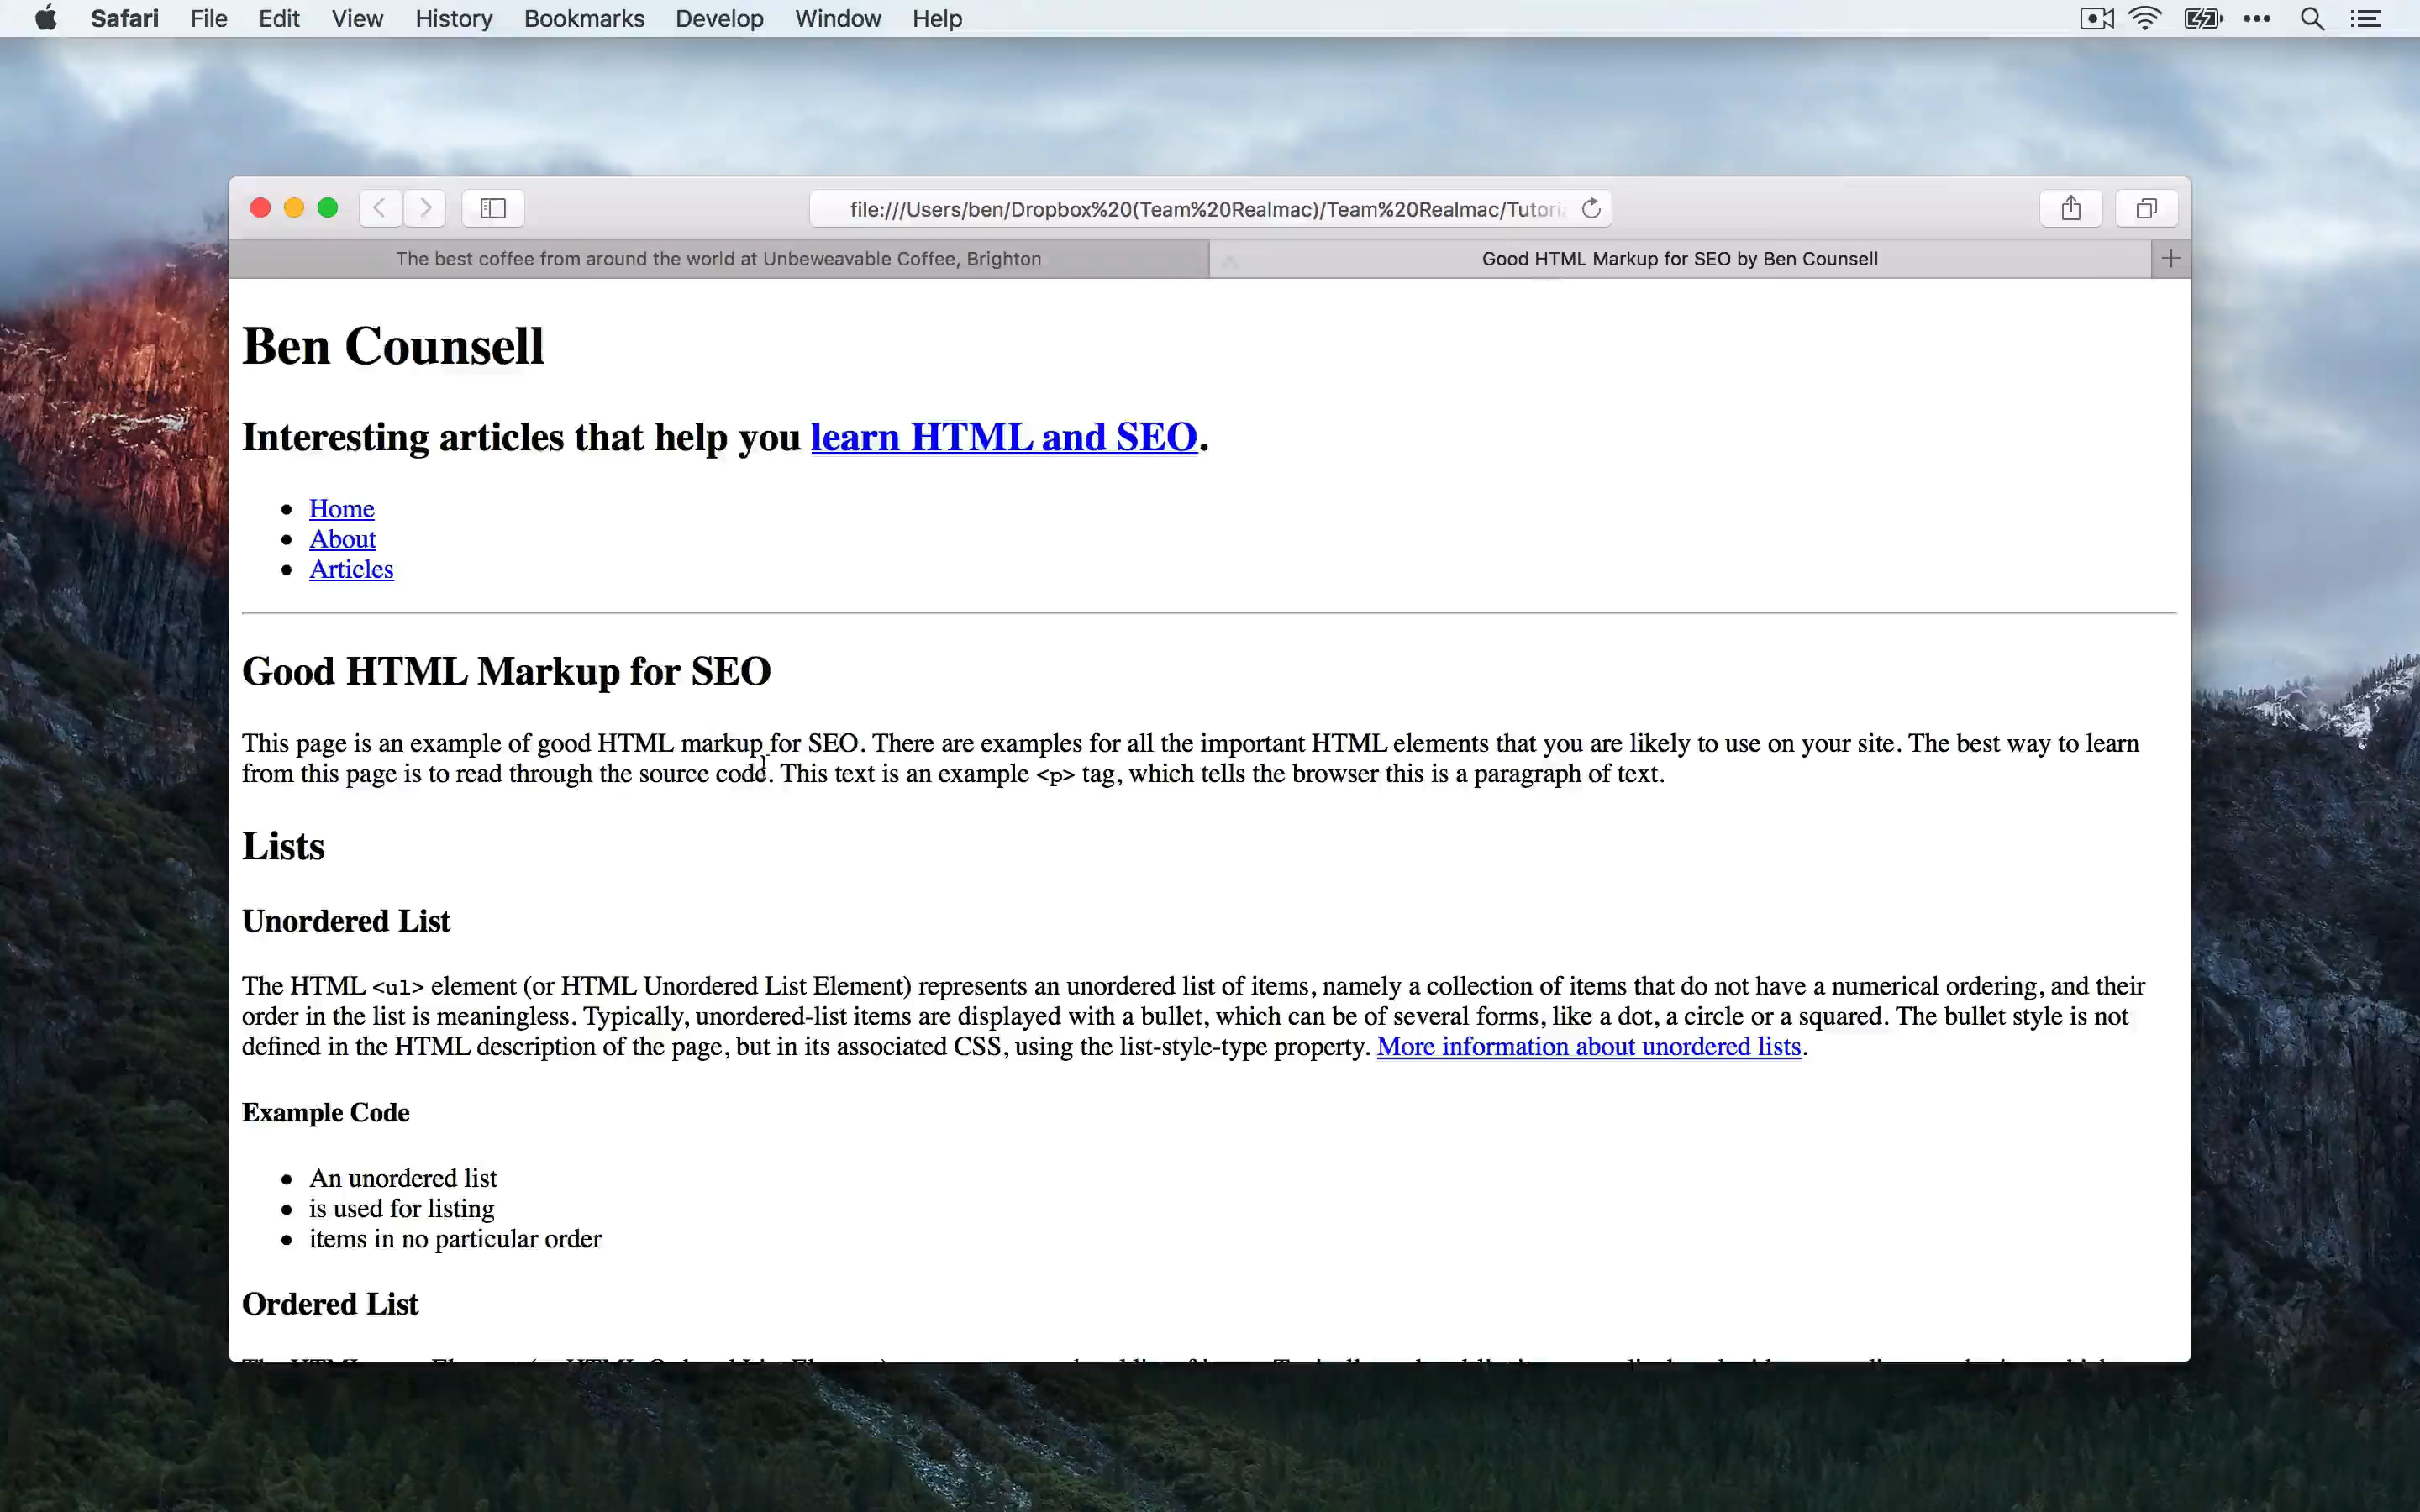 Safari File Edit View History Bookmarks Develop Window Help
file:///Users/ben/Dropbox%20(Team%20Realmac)/Team%20Realmac/Tutori
The best coffee from around the world at Unbeweavable Coffee, Brighton
Good HTML Markup for SEO by Ben Counsell
Ben Counsell
Interesting articles that help you learn HTML and SEO.
Home
About
Articles
Good HTML Markup for SEO
This page is an example of good HTML markup for SEO. There are examples for all the important HTML elements that you are likely to use on your site. The best way to learn
from this page is to read through the source code. This text is an example <p> tag, which tells the browser this is a paragraph of text.
Lists
Unordered List
The HTML <ul> element (or HTML Unordered List Element) represents an unordered list of items, namely a collection of items that do not have a numerical ordering, and their
order in the list is meaningless. Typically, unordered-list items are displayed with a bullet, which can be of several forms, like a dot, a circle or a squared. The bullet style is not
defined in the HTML description of the page, but in its associated CSS, using the list-style-type property. More information about unordered lists.
Example Code
An unordered list
is used for listing
items in no particular order
Ordered List